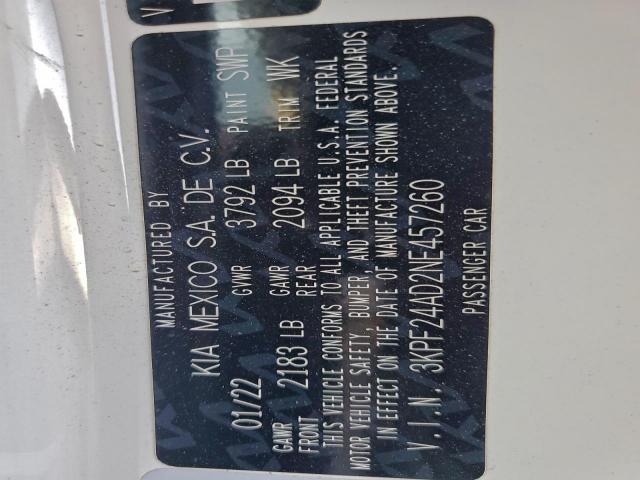 MANUFACTURED BY
KIA MEXICO S.A. DE C.V.
01/22 GVWR 3792 LB PAINT SWP
GAWR FRONT 2183 LB GAWR REAR 2094 LB TRIM WK
THIS VEHICLE CONFORMS TO ALL APPLICABLE U.S.A. FEDERAL
MOTOR VEHICLE SAFETY, BUMPER, AND THEFT PREVENTION STANDARDS
IN EFFECT ON THE DATE OF MANUFACTURE SHOWN ABOVE.
V.I.N. 3KPF24AD2NE457260
PASSENGER CAR